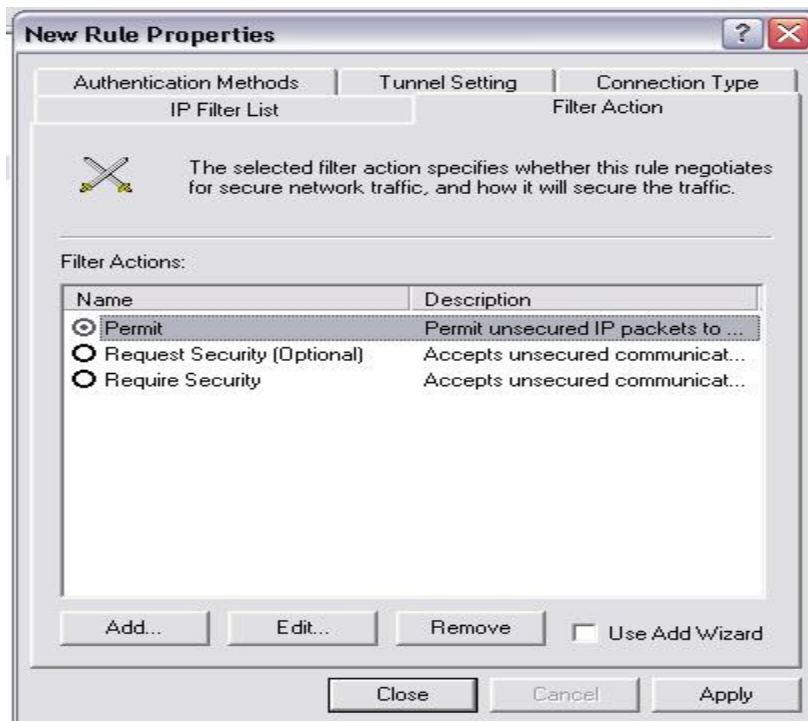 New Rule Properties
?
Authentication Methods Tunnel Setting Connection Type
IP Filter List Filter Action
The selected filter action specifies whether this rule negotiates
for secure network traffic, and how it will secure the traffic.
Filter Actions:
Name Description
Permit Permit unsecured IP packets to ...
Request Security (Optional) Accepts unsecured communicat...
Require Security Accepts unsecured communicat...
Add... Edit... Remove Use Add Wizard
Close Cancel Apply